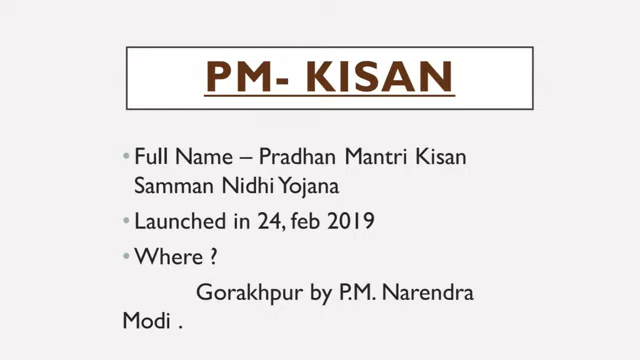 PM- KISAN
• Full Name – Pradhan Mantri Kisan
Samman Nidhi Yojana
• Launched in 24, feb 2019
• Where ?
Gorakhpur by P.M. Narendra
Modi .